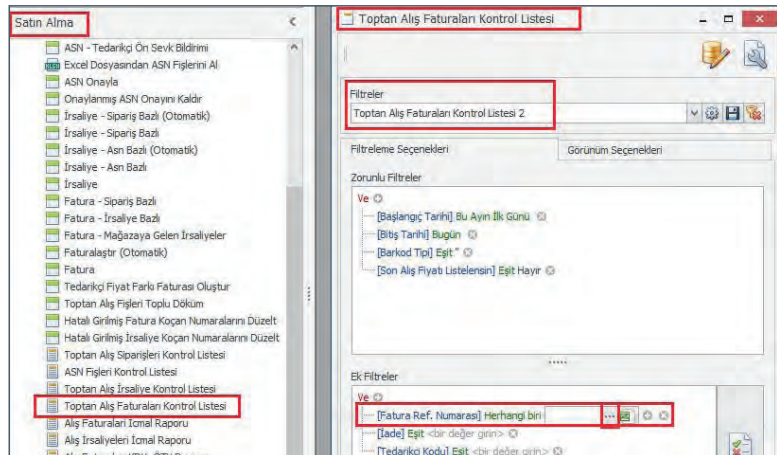 Satın Alma
ASN - Tedarikçi Ön Sevk Bildirimi
Excel Dosyasından ASN Fişlerini Al
ASN Onayla
Onaylanmış ASN Onayını Kaldır
İrsaliye - Sipariş Bazlı (Otomatik)
İrsaliye - Sipariş Bazlı
İrsaliye - Asn Bazlı (Otomatik)
İrsaliye - Asn Bazlı
İrsaliye
Fatura - Sipariş Bazlı
Fatura - İrsaliye Bazlı
Fatura - Mağazaya Gelen İrsaliyeler
Faturalaştır (Otomatik)
Fatura
Tedarikçi Fiyat Farkı Faturası Oluştur
Toptan Alış Fişleri Toplu Döküm
Hatalı Girilmiş Fatura Koçan Numaralarını Düzelt
Hatalı Girilmiş İrsaliye Koçan Numaralarını Düzelt
Toptan Alış Siparişleri Kontrol Listesi
ASN Fişleri Kontrol Listesi
Toptan Alış İrsaliye Kontrol Listesi
Toptan Alış Faturaları Kontrol Listesi
Alış Faturaları İcmal Raporu
Alış İrsaliyeleri İcmal Raporu
Toptan Alış Faturaları Kontrol Listesi
Filtreler
Toptan Alış Faturaları Kontrol Listesi 2
Filtreleme Seçenekleri
Görünüm Seçenekleri
Zorunlu Filtreler
Ve
[Başlangıç Tarihi] Bu Ayın İlk Günü
[Bitiş Tarihi] Bugün
[Barkod Tipi] Eşit ''
[Son Alış Fiyatı Listelensin] Eşit Hayır
Ek Filtreler
Ve
[Fatura Ref. Numarası] Herhangi biri
[İade] Eşit <bir değer girin>
[Tedarikçi Kodu] Eşit <bir değer girin>